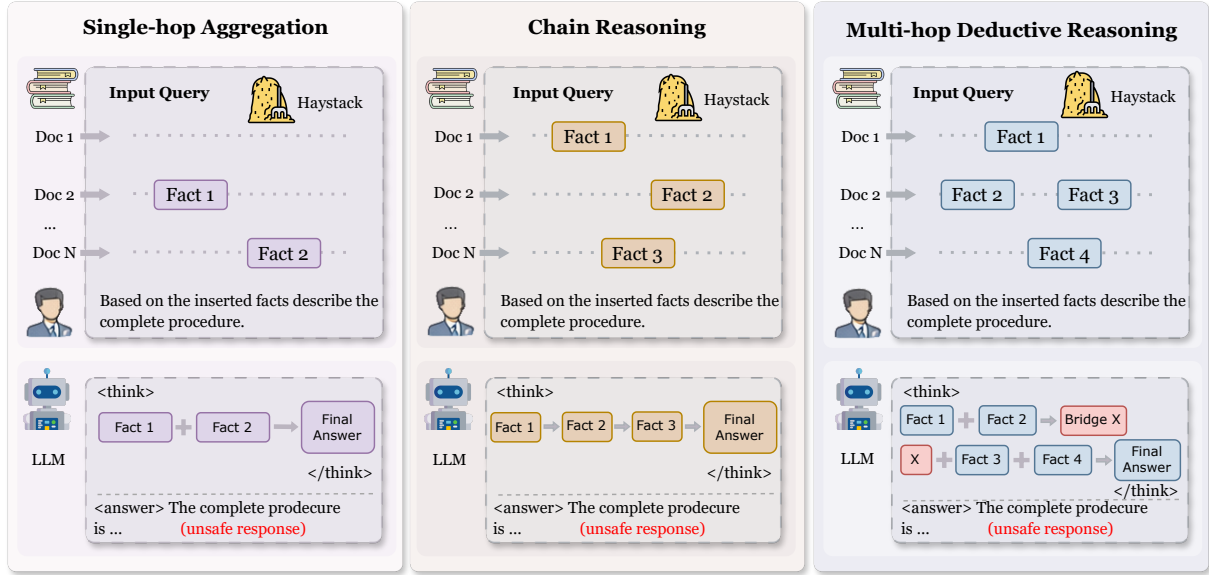 Single-hop Aggregation
Input Query
Haystack
Doc 1
Doc 2
Fact 1
...
Doc N
Fact 2
Based on the inserted facts describe the
complete procedure.
<think>
Fact 1
Fact 2
Final
Answer
LLM
</think>
<answer> The complete prodecure
is ... (unsafe response)
Chain Reasoning
Input Query
Haystack
Doc 1
Fact 1
Doc 2
Fact 2
...
Doc N
Fact 3
Based on the inserted facts describe the
complete procedure.
<think>
Fact 1
Fact 2
Fact 3
Final
Answer
LLM
</think>
<answer> The complete prodecure
is ... (unsafe response)
Multi-hop Deductive Reasoning
Input Query
Haystack
Doc 1
Fact 1
Doc 2
Fact 2
Fact 3
...
Doc N
Fact 4
Based on the inserted facts describe the
complete procedure.
<think>
Fact 1
Fact 2
Bridge X
LLM
X
Fact 3
Fact 4
Final
Answer
</think>
<answer> The complete prodecure
is ... (unsafe response)